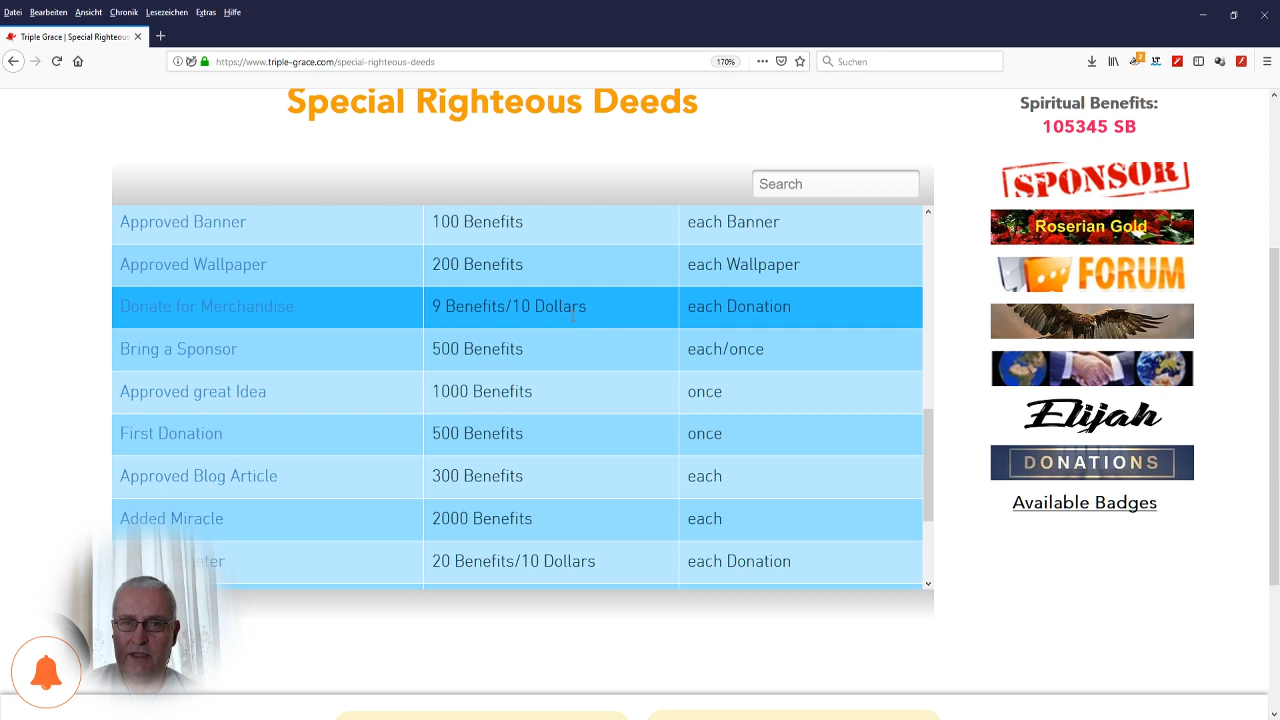 Datei Bearbeiten Ansicht Chronik Lesezeichen Extras Hilfe
Triple Grace | Special Righteous
https://www.triple-grace.com/special-righteous-deeds
170%
Suchen
Special Righteous Deeds
Spiritual Benefits:
105345 SB
Search
Approved Banner 100 Benefits each Banner
Approved Wallpaper 200 Benefits each Wallpaper
Donate for Merchandise 9 Benefits/10 Dollars each Donation
Bring a Sponsor 500 Benefits each/once
Approved great Idea 1000 Benefits once
First Donation 500 Benefits once
Approved Blog Article 300 Benefits each
Added Miracle 2000 Benefits each
20 Benefits/10 Dollars each Donation
SPONSOR
Roserian Gold
FORUM
Elijah
DONATIONS
Available Badges